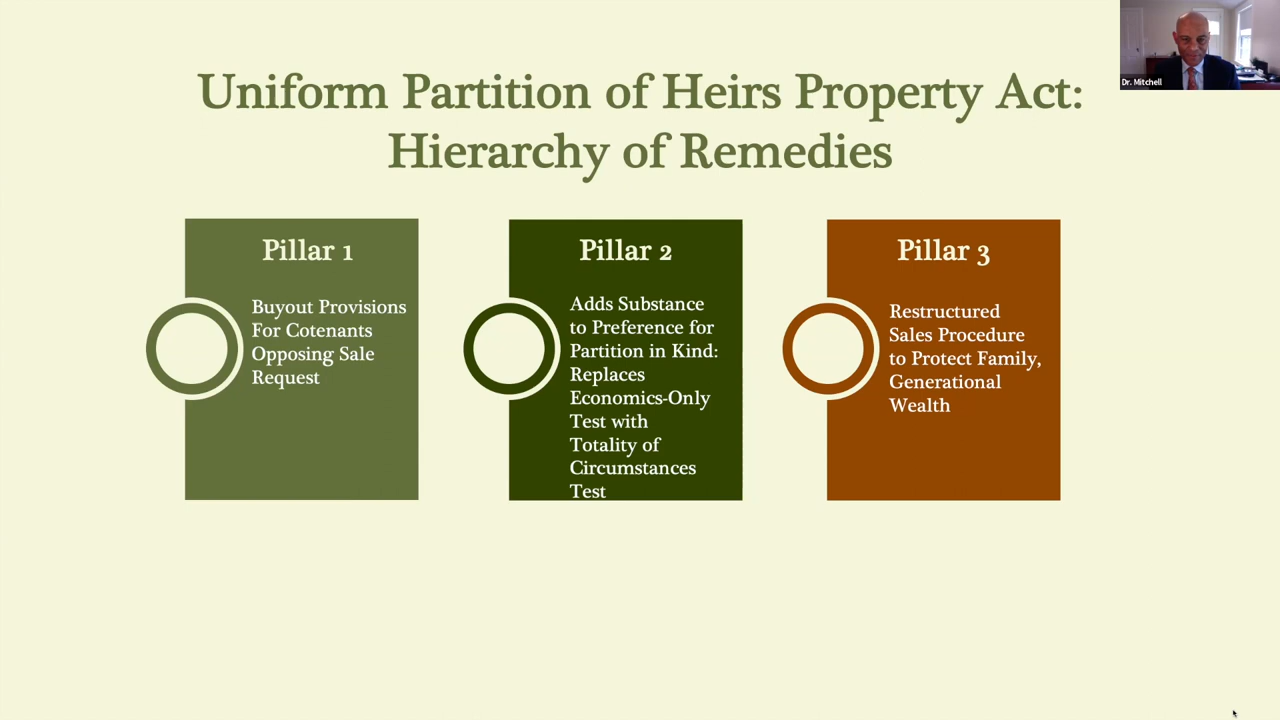 Dr. Mitchell
Uniform Partition of Heirs Property Act:
Hierarchy of Remedies
Pillar 1
Buyout Provisions
For Cotenants
Opposing Sale
Request
Pillar 2
Adds Substance
to Preference for
Partition in Kind:
Replaces
Economics-Only
Test with
Totality of
Circumstances
Test
Pillar 3
Restructured
Sales Procedure
to Protect Family,
Generational
Wealth